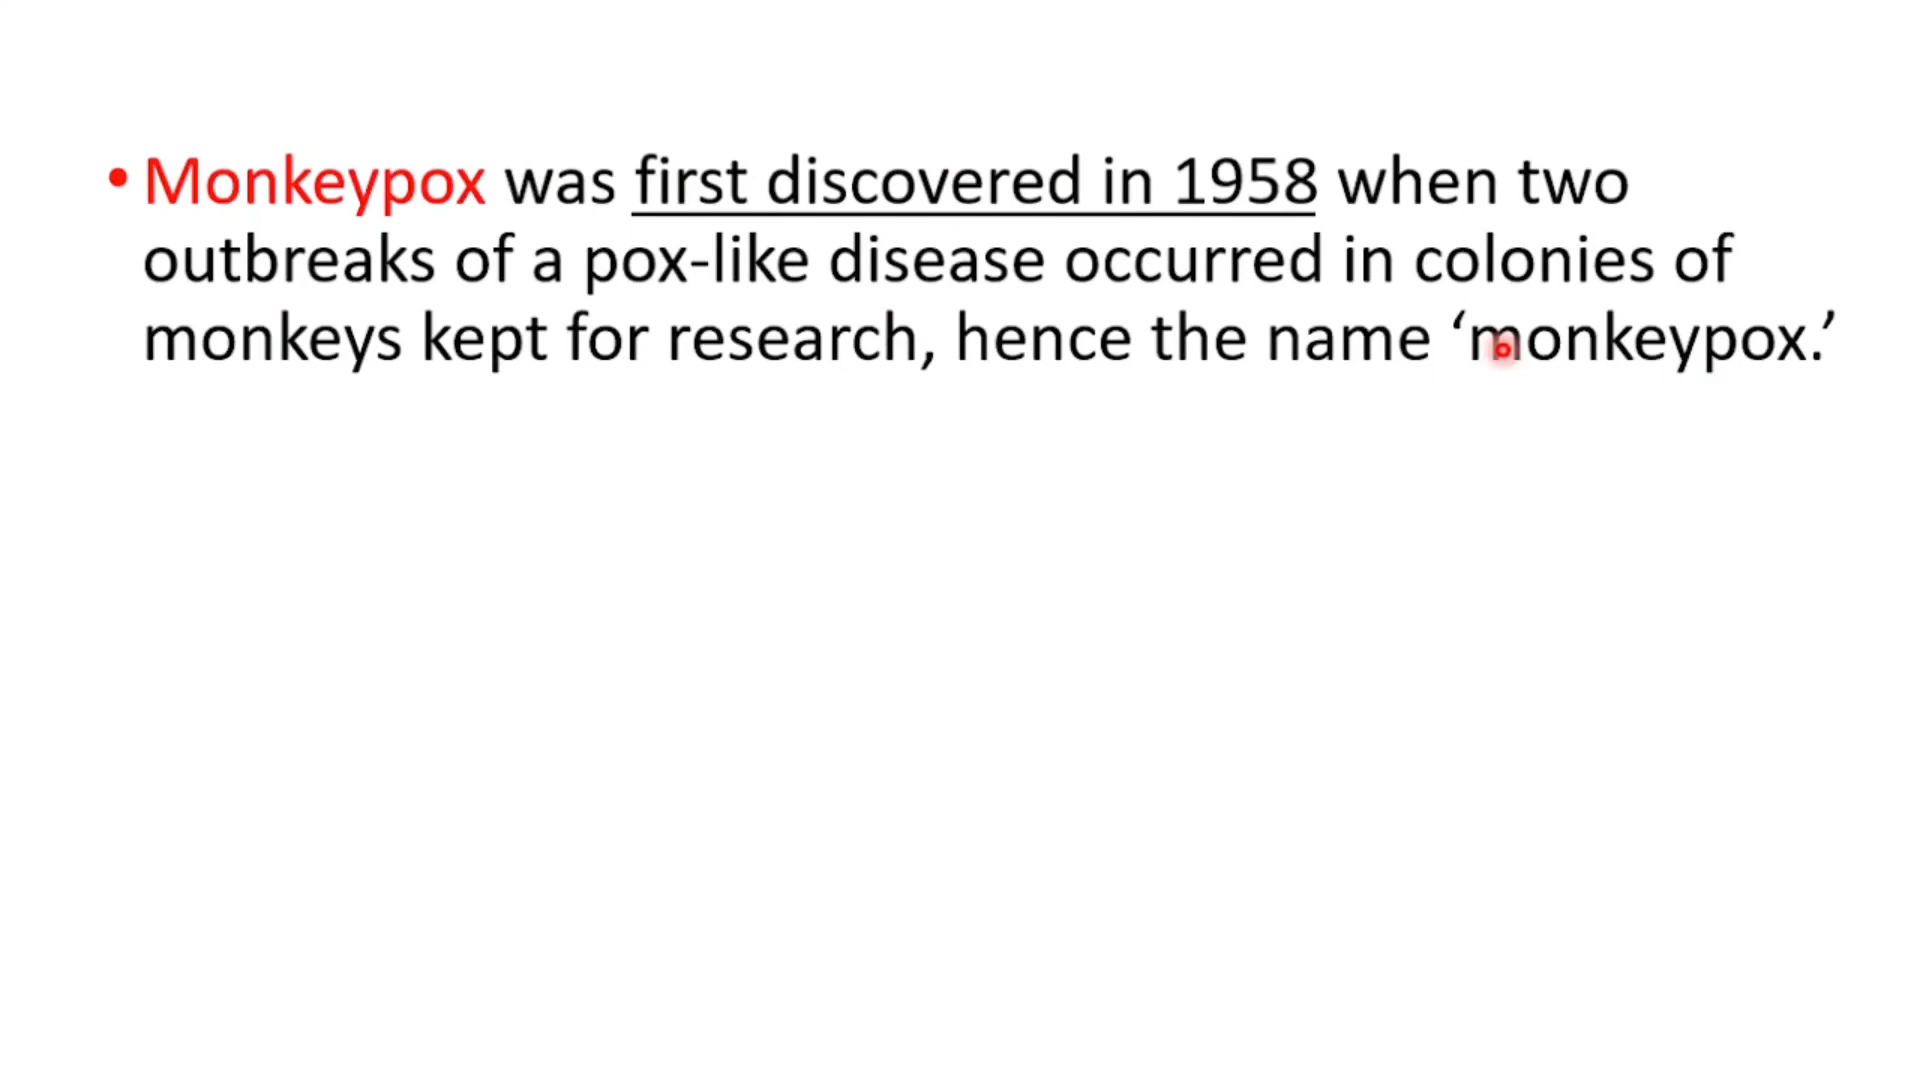 • Monkeypox was first discovered in 1958 when two
outbreaks of a pox-like disease occurred in colonies of
monkeys kept for research, hence the name ‘monkeypox.’